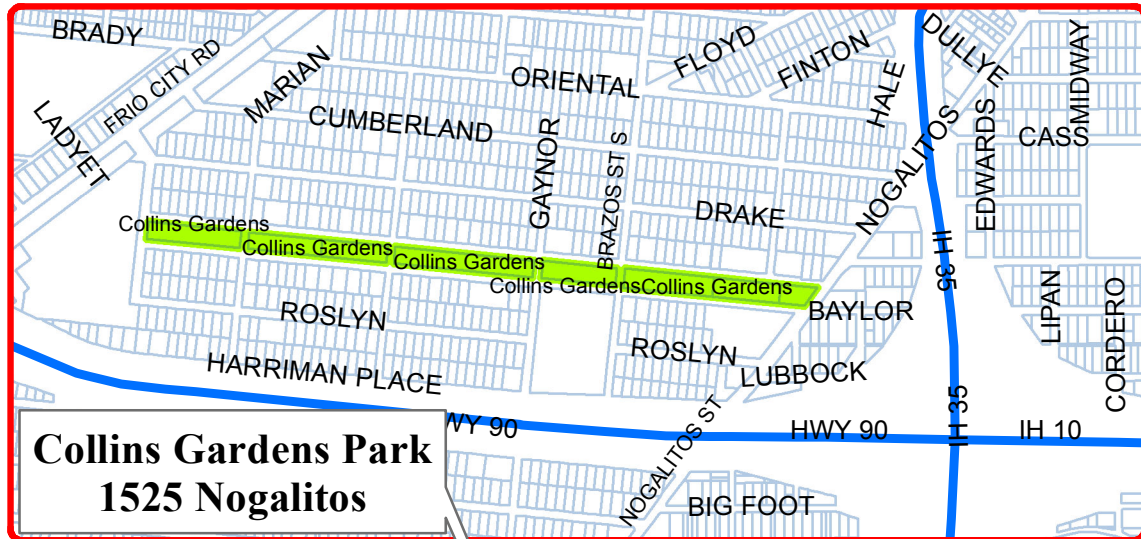 BRADY
FRIO CITY RD
MARIAN
LADYET
ORIENTAL
CUMBERLAND
FLOYD
FINTON
HALE
DULLYE
MIDWAY
CASS
EDWARDS
NOGALITOS
GAYNOR
BRAZOS ST S
DRAKE
Collins Gardens
Collins Gardens
Collins Gardens
Collins Gardens
Collins Gardens
IH 35
BAYLOR
LIPAN
CORDERO
ROSLYN
ROSLYN
HARRIMAN PLACE
LUBBOCK
WY 90
HWY 90
IH 35
IH 10
NOGALITOS ST
BIG FOOT
Collins Gardens Park
1525 Nogalitos